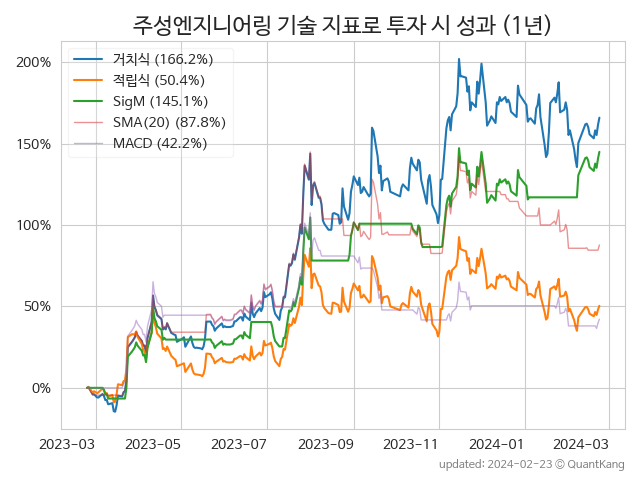 주성엔지니어링 기술 지표로 투자 시 성과 (1년)
거치식 (166.2%)
적립식 (50.4%)
SigM (145.1%)
SMA(20) (87.8%)
MACD (42.2%)
200%
150%
100%
50%
0%
2023-03 2023-05 2023-07 2023-09 2023-11 2024-01 2024-03
updated: 2024-02-23 © QuantKang